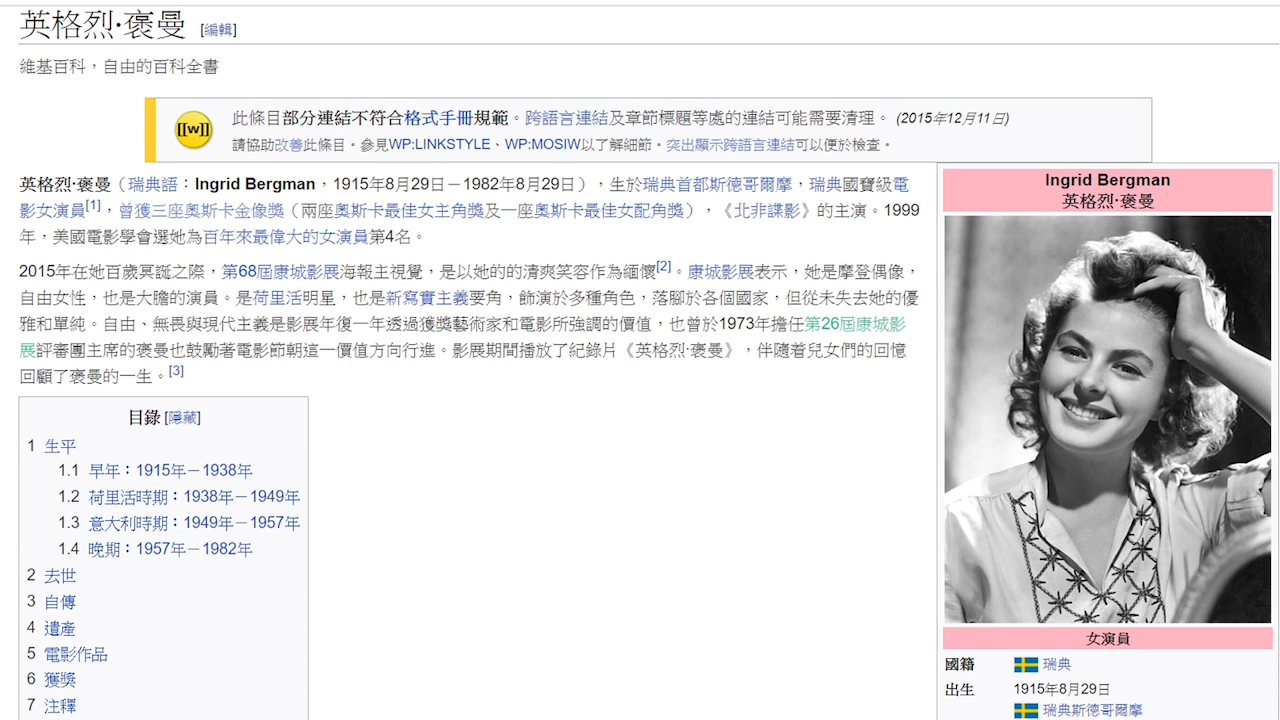 英格烈·褒曼 [編輯]
維基百科，自由的百科全書
[[w]]
此條目部分連結不符合格式手冊規範。跨語言連結及章節標題等處的連結可能需要清理。 (2015年12月11日)
請協助改善此條目。參見WP:LINKSTYLE、WP:MOSIW以了解細節。突出顯示跨語言連結可以便於檢查。
英格烈·褒曼（瑞典語：Ingrid Bergman，1915年8月29日－1982年8月29日），生於瑞典首都斯德哥爾摩，瑞典國寶級電
影女演員[1]，曾獲三座奧斯卡金像獎（兩座奧斯卡最佳女主角獎及一座奧斯卡最佳女配角獎），《北非諜影》的主演。1999
年，美國電影學會選她為百年來最偉大的女演員第4名。
2015年在她百歲冥誕之際，第68屆康城影展海報主視覺，是以她的的清爽笑容作為緬懷[2]。康城影展表示，她是摩登偶像，
自由女性，也是大膽的演員。是荷里活明星，也是新寫實主義要角，飾演於多種角色，落腳於各個國家，但從未失去她的優
雅和單純。自由、無畏與現代主義是影展年復一年透過獲獎藝術家和電影所強調的價值，也曾於1973年擔任第26屆康城影
展評審團主席的褒曼也鼓勵著電影節朝這一價值方向行進。影展期間播放了紀錄片《英格烈·褒曼》，伴隨着兒女們的回憶
回顧了褒曼的一生。[3]
目錄 [隱藏]
1 生平
1.1 早年：1915年－1938年
1.2 荷里活時期：1938年－1949年
1.3 意大利時期：1949年－1957年
1.4 晚期：1957年－1982年
2 去世
3 自傳
4 遺產
5 電影作品
6 獲獎
7 注釋
Ingrid Bergman
英格烈·褒曼
女演員
國籍 瑞典
出生 1915年8月29日
瑞典斯德哥爾摩